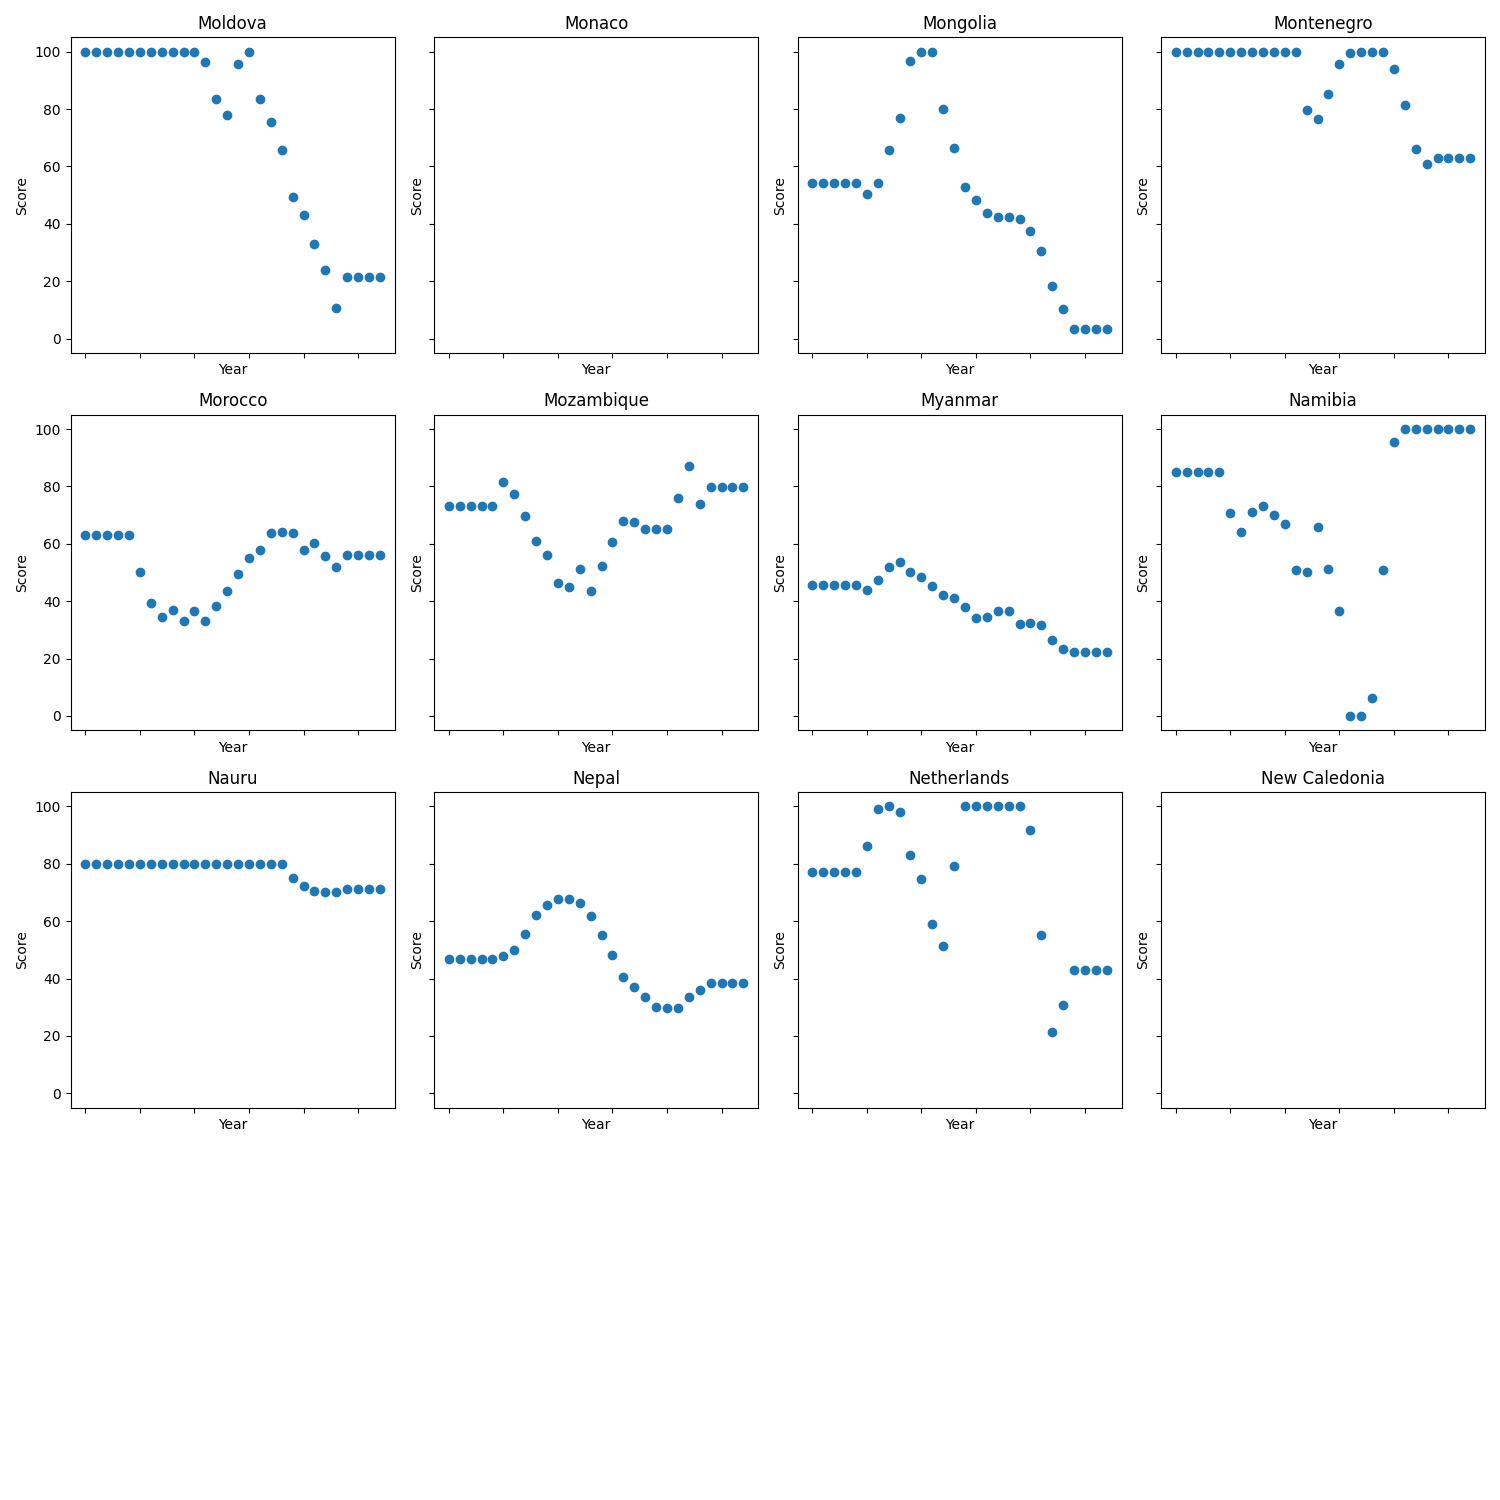 Moldova Monaco Mongolia Montenegro
100
80
60
40
20
0
Score Score Score Score
Year Year Year Year
Morocco Mozambique Myanmar Namibia
100
80
60
40
20
0
Score Score Score Score
Year Year Year Year
Nauru Nepal Netherlands New Caledonia
100
80
60
40
20
0
Score Score Score Score
Year Year Year Year